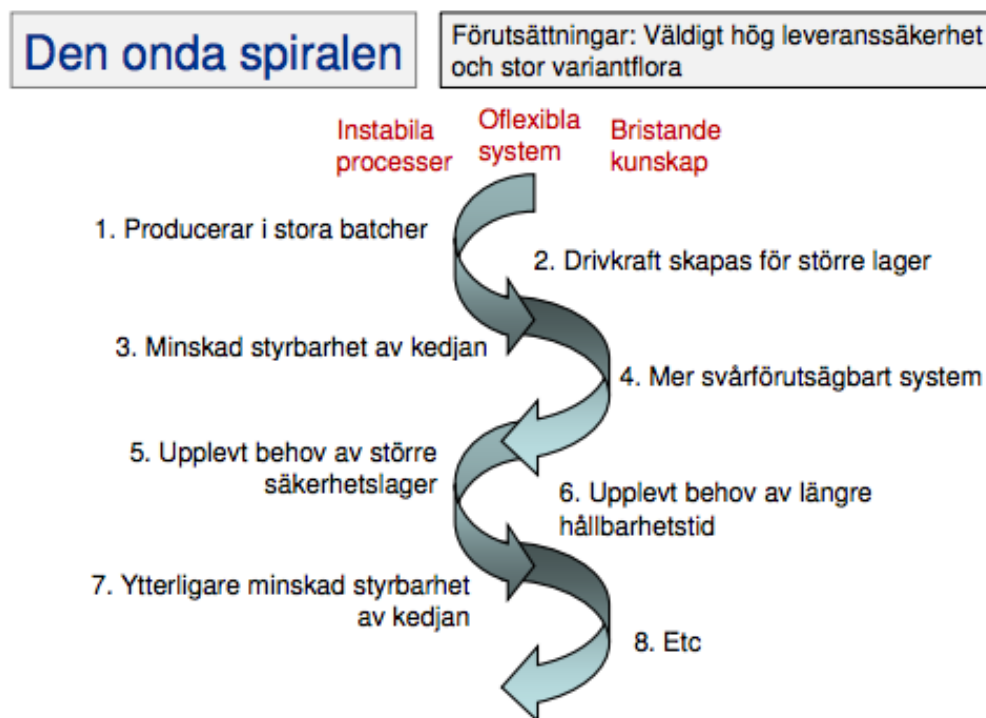 Den onda spiralen
Förutsättningar: Väldigt hög leveranssäkerhet
och stor variantflora
Instabila
processer
Oflexibla
system
Bristande
kunskap
1. Producerar i stora batcher
2. Drivkraft skapas för större lager
3. Minskad styrbarhet av kedjan
4. Mer svårförutsägbart system
5. Upplevt behov av större
säkerhetslager
6. Upplevt behov av längre
hållbarhetstid
7. Ytterligare minskad styrbarhet
av kedjan
8. Etc